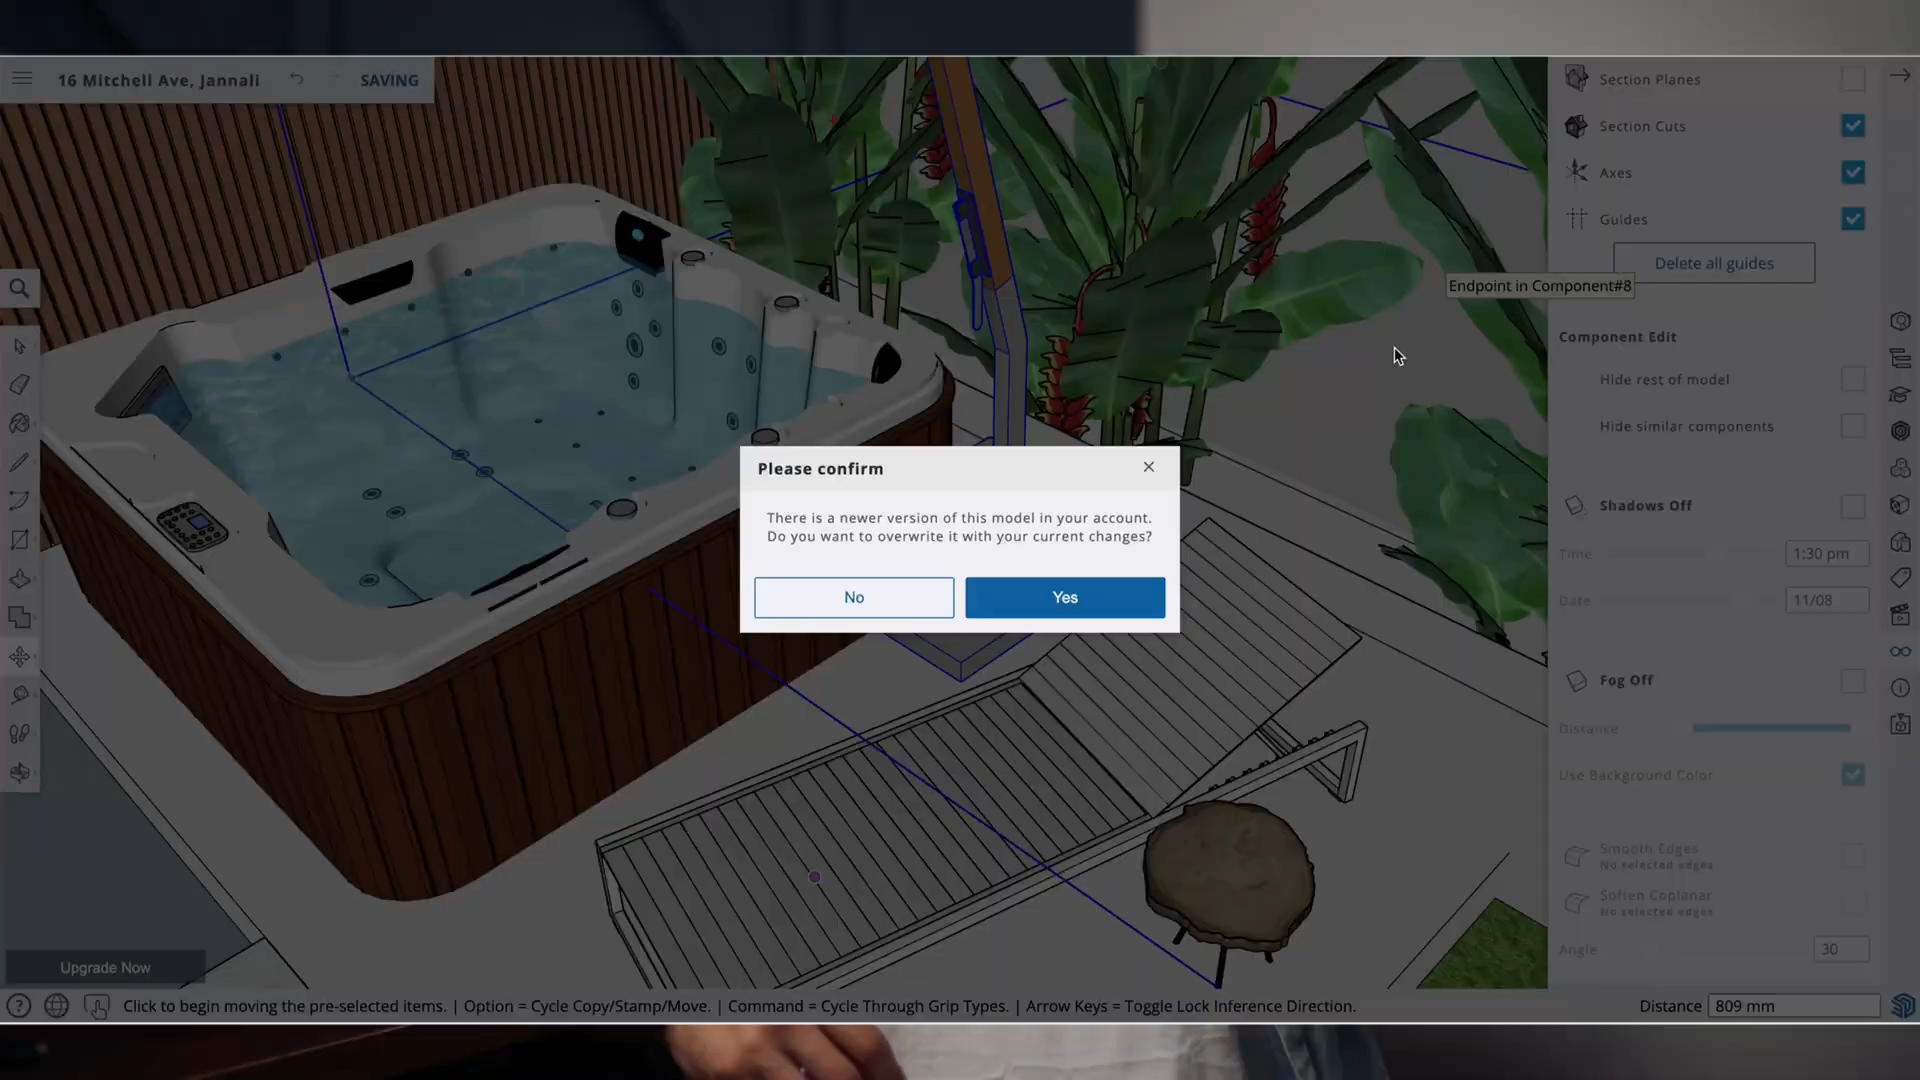 16 Mitchell Ave, Jannali
SAVING
Section Planes
Section Cuts
Axes
Guides
Delete all guides
Endpoint in Component#8
Component Edit
Hide rest of model
Hide similar components
Please confirm
There is a newer version of this model in your account.
Do you want to overwrite it with your current changes?
No
Yes
Shadows Off
Time
1:30 pm
Date
11/08
Fog Off
Distance
Use Background Color
Smooth Edges
No selected edges
Soften Coplanar
No selected edges
Angle
30
Upgrade Now
Click to begin moving the pre-selected items. | Option = Cycle Copy/Stamp/Move. | Command = Cycle Through Grip Types. | Arrow Keys = Toggle Lock Inference Direction.
Distance
809 mm